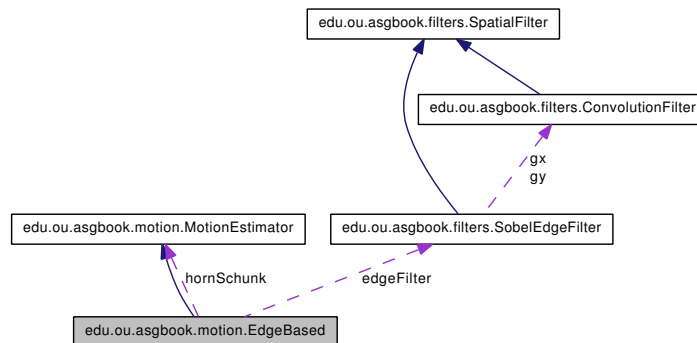 edu.ou.asgbook.filters.SpatialFilter
edu.ou.asgbook.filters.ConvolutionFilter
gx
gy
edu.ou.asgbook.motion.MotionEstimator
edu.ou.asgbook.filters.SobelEdgeFilter
hornSchunk
edgeFilter
edu.ou.asgbook.motion.EdgeBased